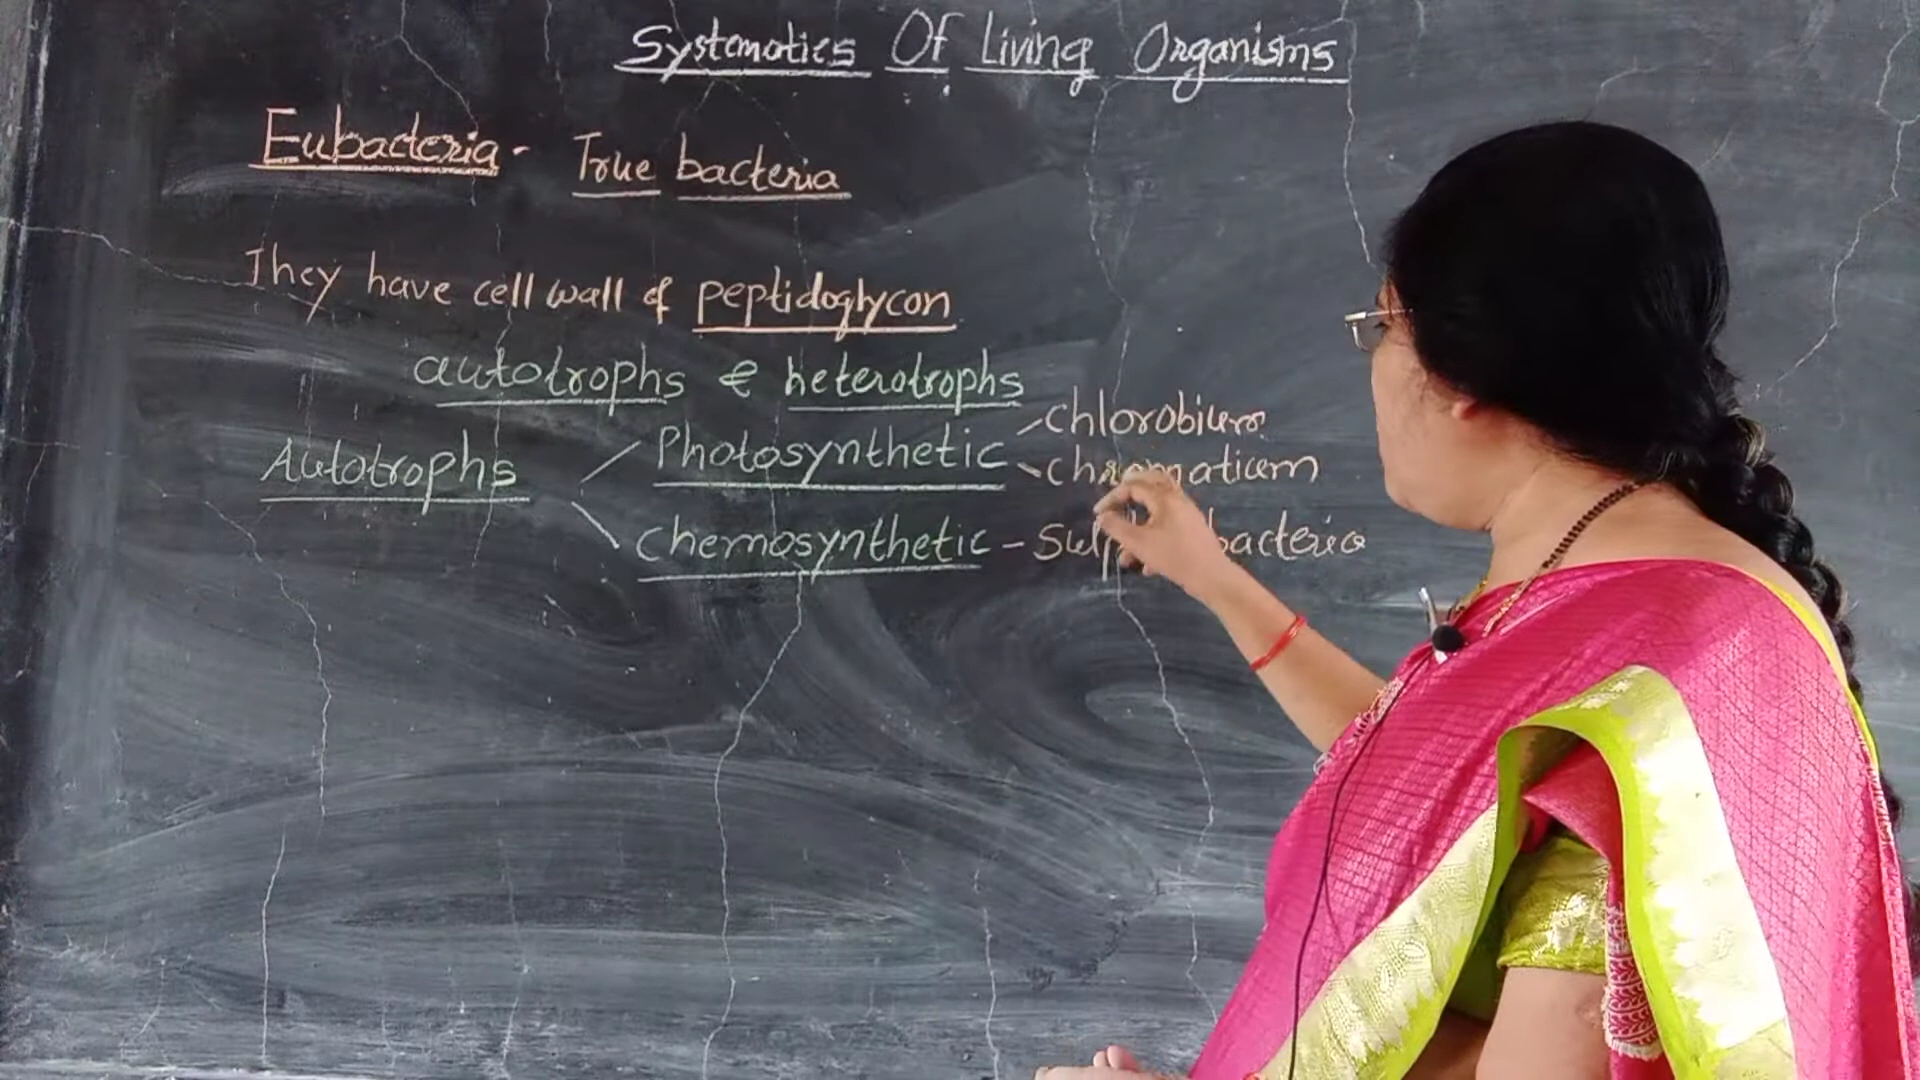 Systematics Of Living Organisms
Eubacteria - True bacteria
They have cell wall of peptidoglycon
autotrophs & heterotrophs
Autotrophs Photosynthetic - Chlorobium
- Chromatium
Chemosynthetic - bacteria